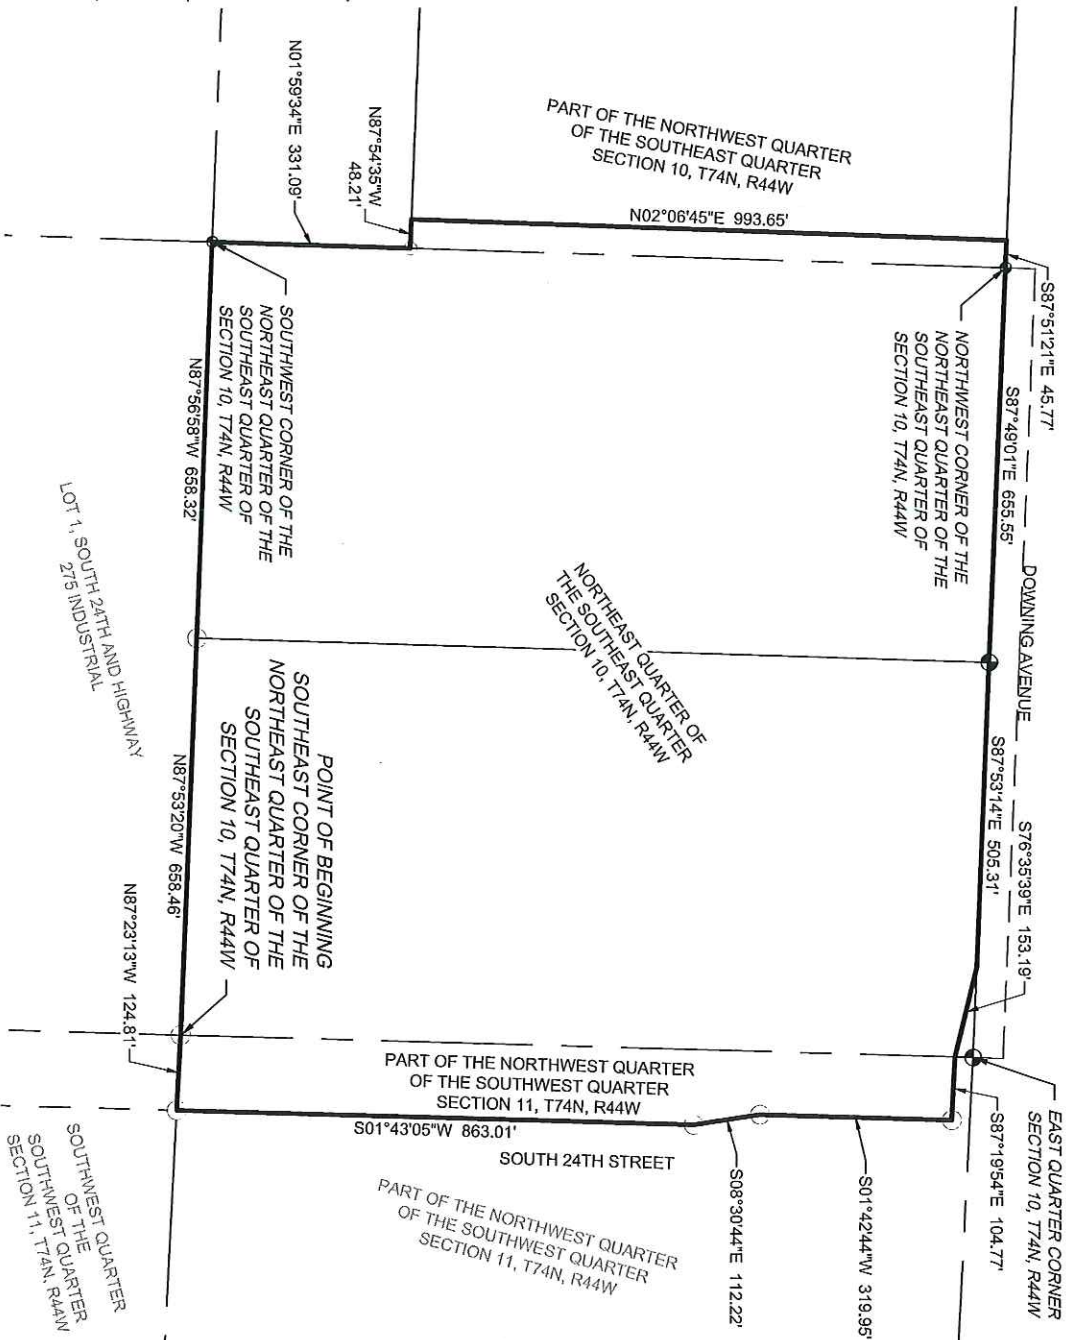 PART OF THE NORTHWEST QUARTER
OF THE SOUTHEAST QUARTER
SECTION 10, T74N, R44W
N01°59'34"E 331.09'
N87°54'35"W
48.21'
N02°06'45"E 993.65'
S87°51'21"E 45.77'
NORTHWEST CORNER OF THE
NORTHEAST QUARTER OF THE
SOUTHEAST QUARTER OF
SECTION 10, T74N, R44W
S87°49'01"E 655.55'
DOWNING AVENUE
SOUTHWEST CORNER OF THE
NORTHEAST QUARTER OF THE
SOUTHEAST QUARTER OF
SECTION 10, T74N, R44W
N87°56'58"W 658.32'
LOT 1, SOUTH 24TH AND HIGHWAY
275 INDUSTRIAL
NORTHEAST QUARTER OF
THE SOUTHEAST QUARTER
SECTION 10, T74N, R44W
S87°53'14"E 505.31'
S76°35'39"E 153.19'
POINT OF BEGINNING
SOUTHEAST CORNER OF THE
NORTHEAST QUARTER OF THE
SOUTHEAST QUARTER OF
SECTION 10, T74N, R44W
N87°53'20"W 658.46'
N87°23'13"W 124.81'
PART OF THE NORTHWEST QUARTER
OF THE SOUTHWEST QUARTER
SECTION 11, T74N, R44W
S01°43'05"W 863.01'
SOUTH 24TH STREET
EAST QUARTER CORNER
SECTION 10, T74N, R44W
S87°19'54"E 104.77'
S01°42'44"W 319.95'
S08°30'44"E 112.22'
PART OF THE NORTHWEST QUARTER
OF THE SOUTHWEST QUARTER
SECTION 11, T74N, R44W
SOUTHWEST QUARTER
OF THE
SOUTHWEST QUARTER
SECTION 11, T74N, R44W